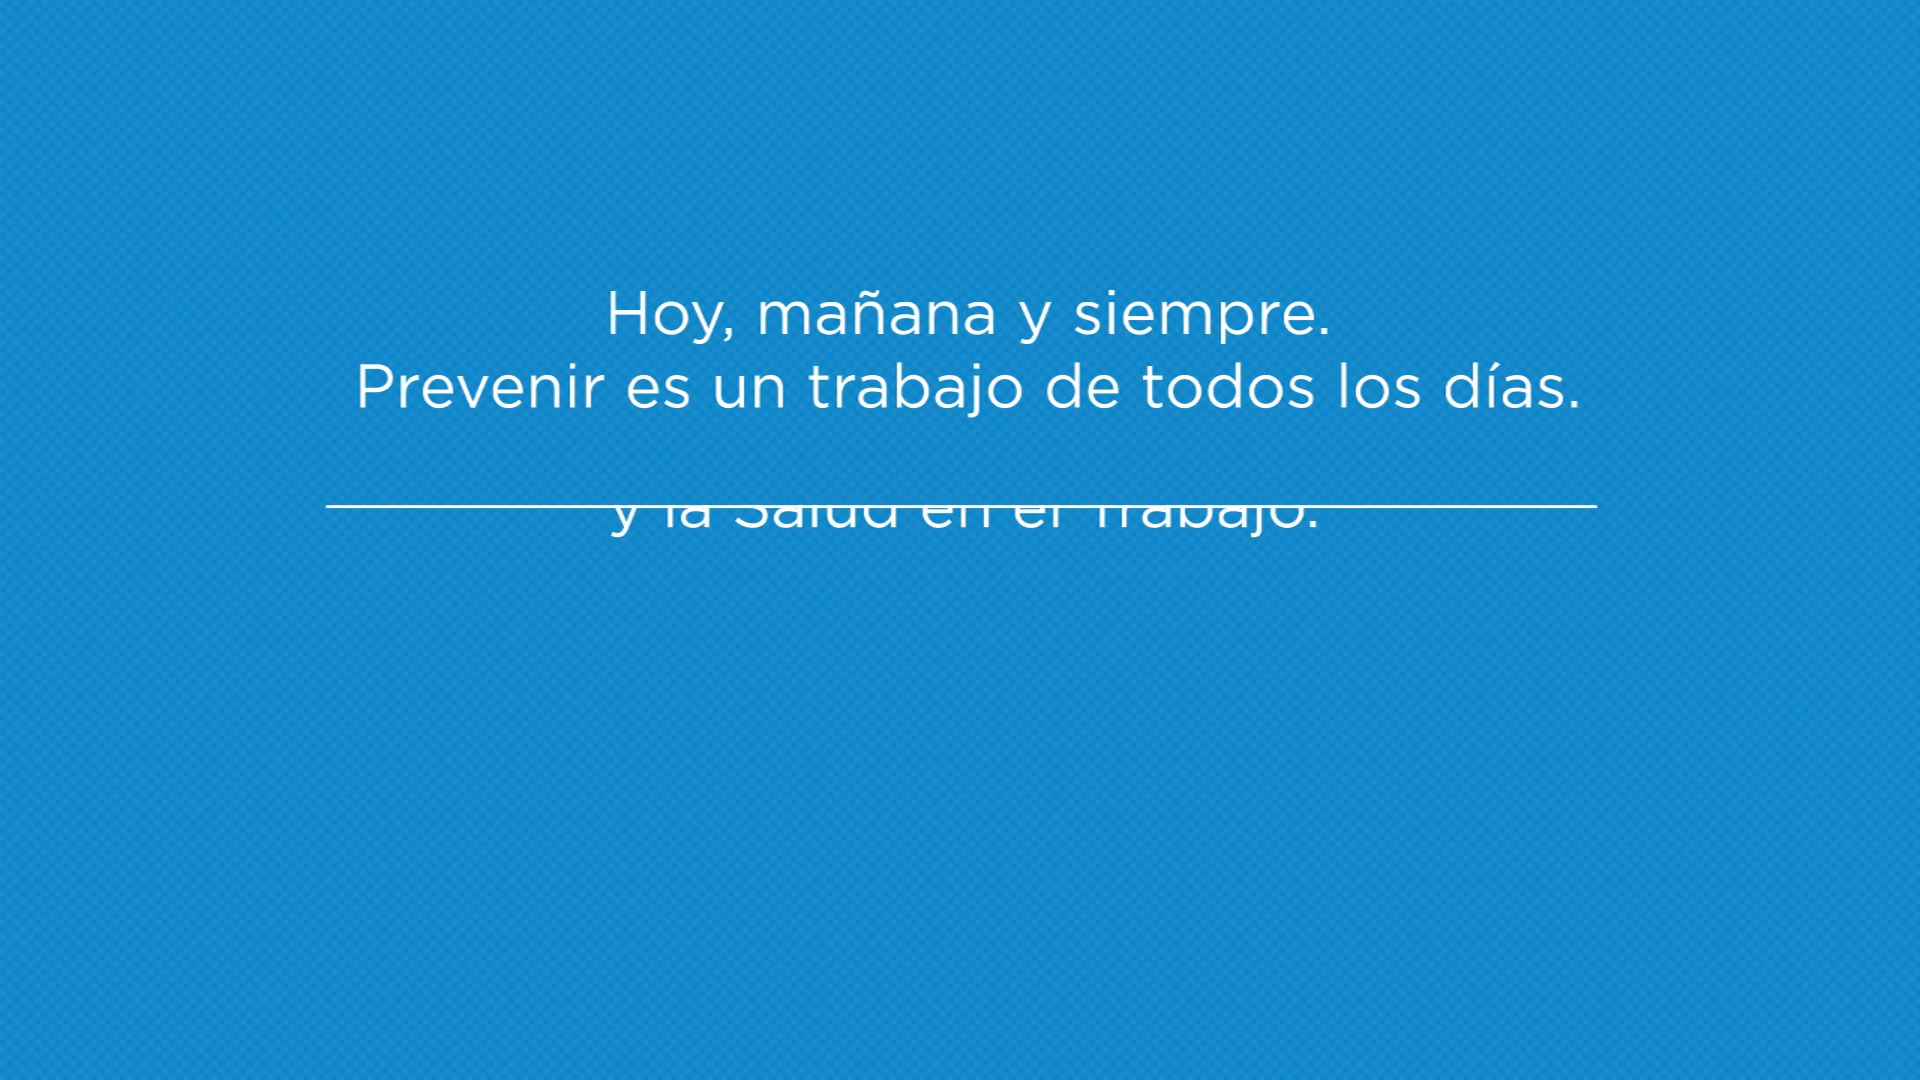 Hoy, mañana y siempre.
Prevenir es un trabajo de todos los días.
y la Salud en el Trabajo.